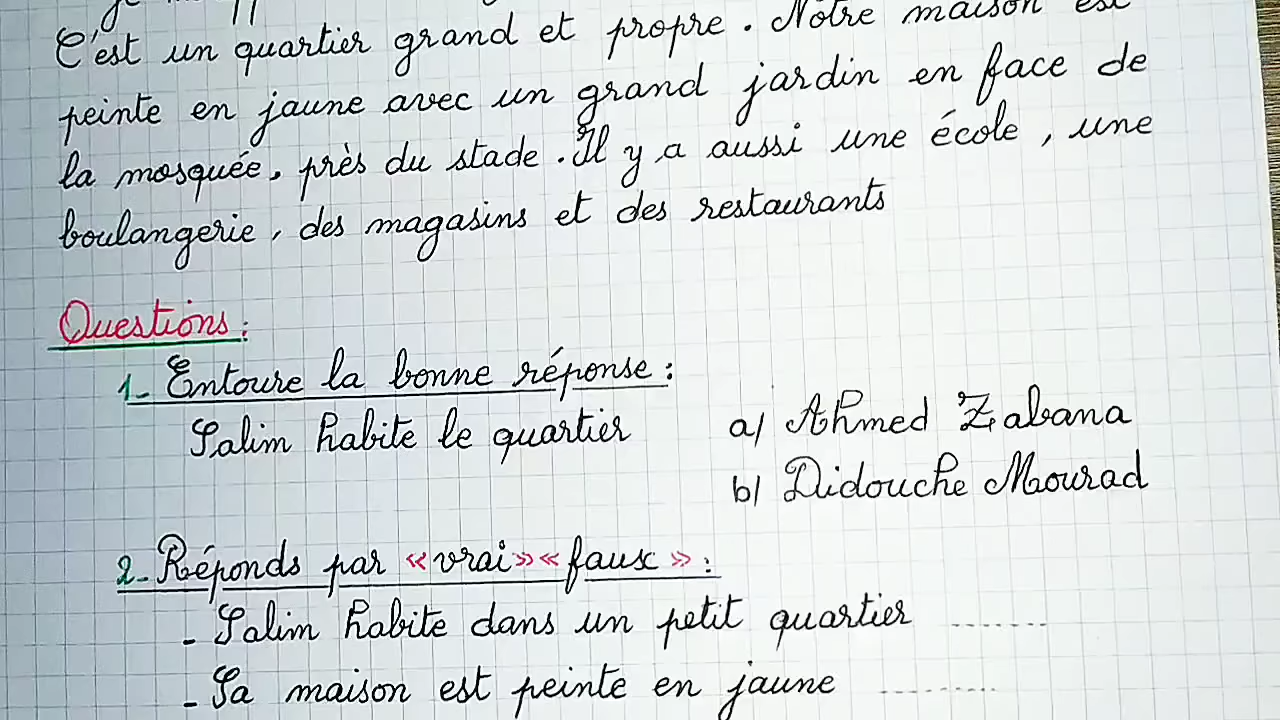 C'est un quartier grand et propre. Notre maison est
peinte en jaune avec un grand jardin en face de
la mosquée, près du stade. Il y a aussi une école, une
boulangerie, des magasins et des restaurants
Questions:
1- Entoure la bonne réponse:
Salim habite le quartier a/ Ahmed Zabana
b/ Didouche Mourad
2- Réponds par «vrai» «faux»:
- Salim habite dans un petit quartier ........
- Sa maison est peinte en jaune ..........